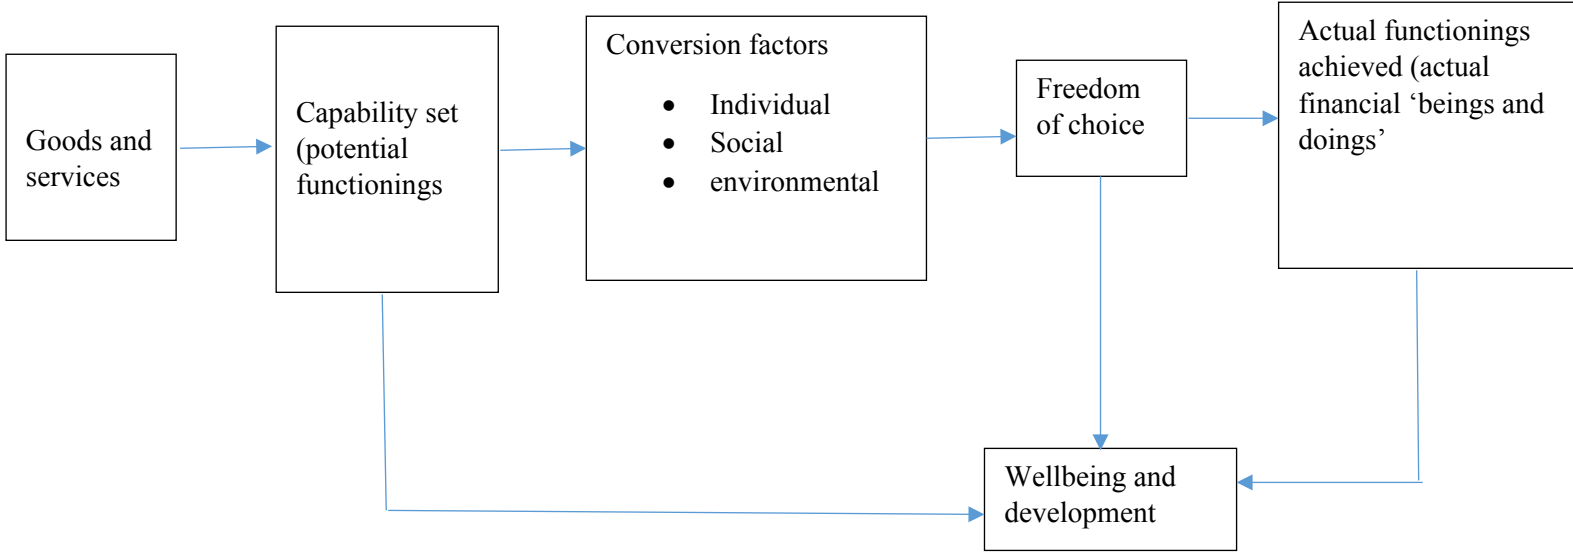 Goods and
services
Capability set
(potential
functionings
Conversion factors
• Individual
• Social
• environmental
Freedom
of choice
Actual functionings
achieved (actual
financial ‘beings and
doings’
Wellbeing and
development